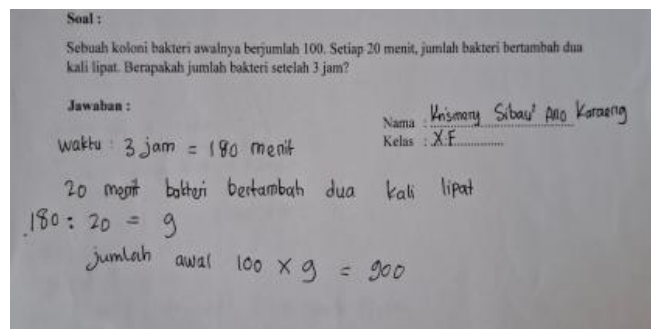 Soal :
Sebuah koloni bakteri awalnya berjumlah 100. Setiap 20 menit, jumlah bakteri bertambah dua
kali lipat. Berapakah jumlah bakteri setelah 3 jam?
Jawaban :
Nama : Krismony Sibau' Ano Karaeng
Kelas : X.F
Waktu : 3 jam = 180 menit
20 menit bakteri bertambah dua kali lipat
180 : 20 = 9
jumlah awal 100 × 9 = 900